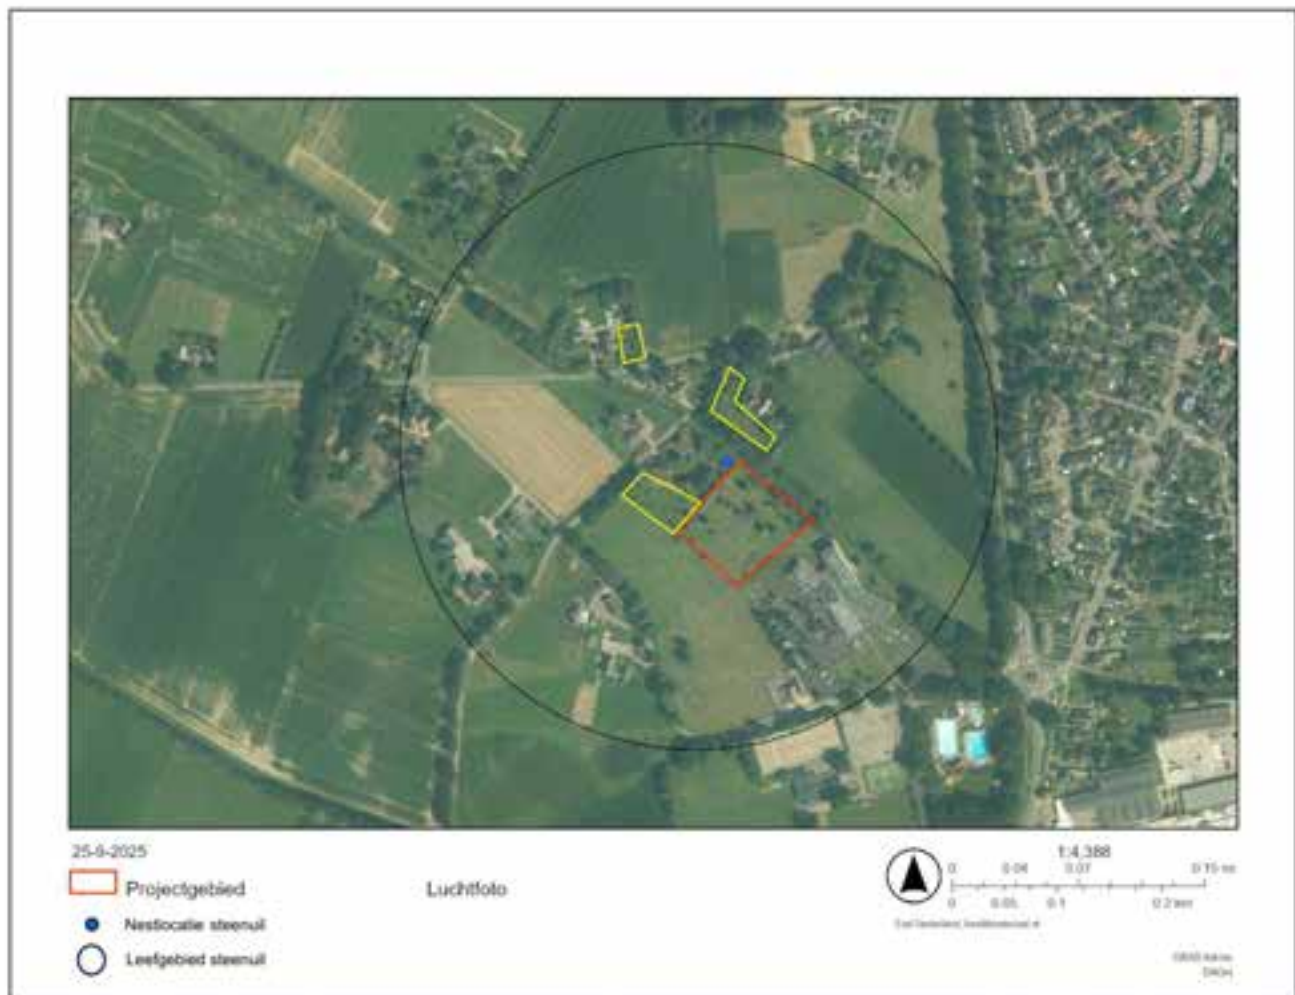 25-9-2025
Projectgebied
Luchtfoto
Nestlocatie steenuil
Leefgebied steenuil
1:4,388
0 0.04 0.07 0.15 mi
0 0.05 0.1 0.2 km